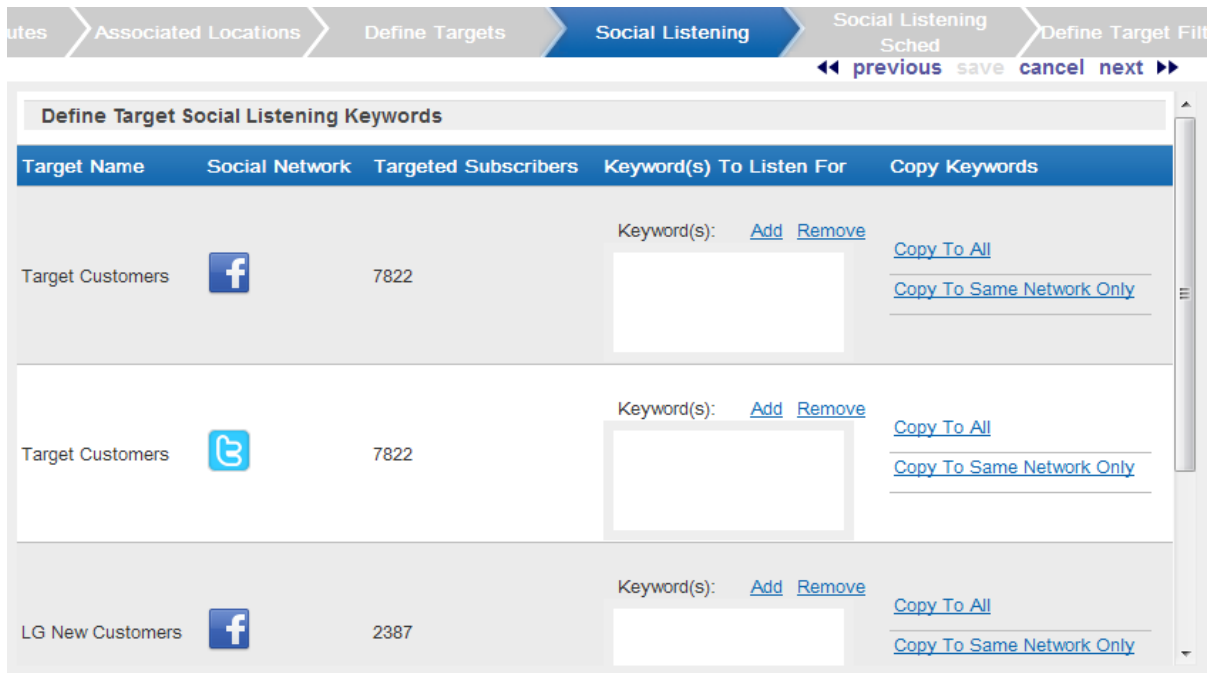 utes Associated Locations Define Targets Social Listening Social Listening Sched Define Target Filt
previous save cancel next
Define Target Social Listening Keywords
Target Name Social Network Targeted Subscribers Keyword(s) To Listen For Copy Keywords
Keyword(s): Add Remove
Copy To All
Target Customers f 7822
Copy To Same Network Only
Keyword(s): Add Remove
Copy To All
Target Customers t 7822
Copy To Same Network Only
Keyword(s): Add Remove
Copy To All
LG New Customers f 2387
Copy To Same Network Only